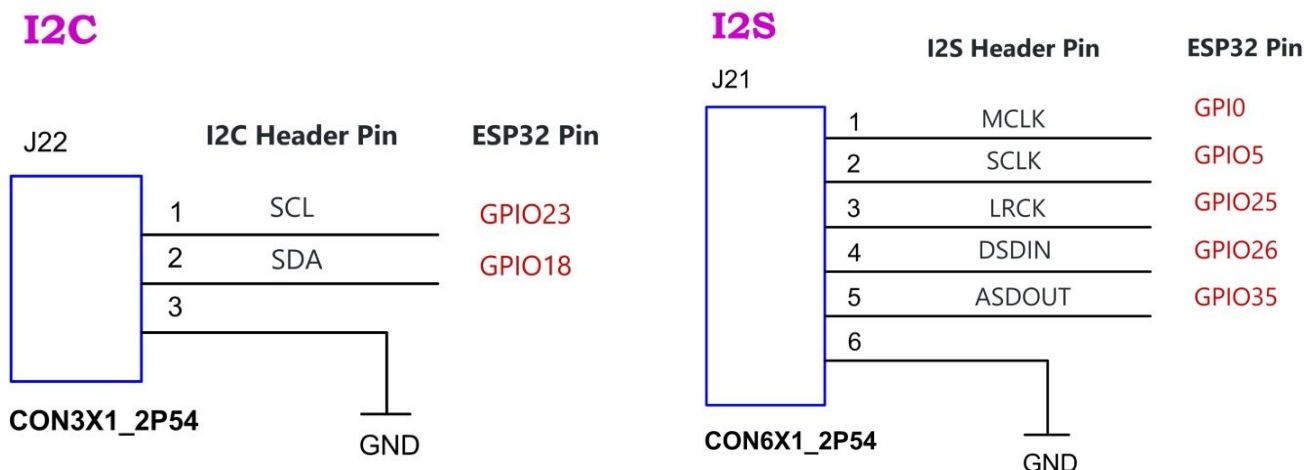 I2C
J22
I2C Header Pin ESP32 Pin
1 SCL GPIO23
2 SDA GPIO18
3
CON3X1_2P54
GND
I2S
I2S Header Pin ESP32 Pin
J21
1 MCLK GPI0
2 SCLK GPIO5
3 LRCK GPIO25
4 DSDIN GPIO26
5 ASDOUT GPIO35
6
CON6X1_2P54
GND